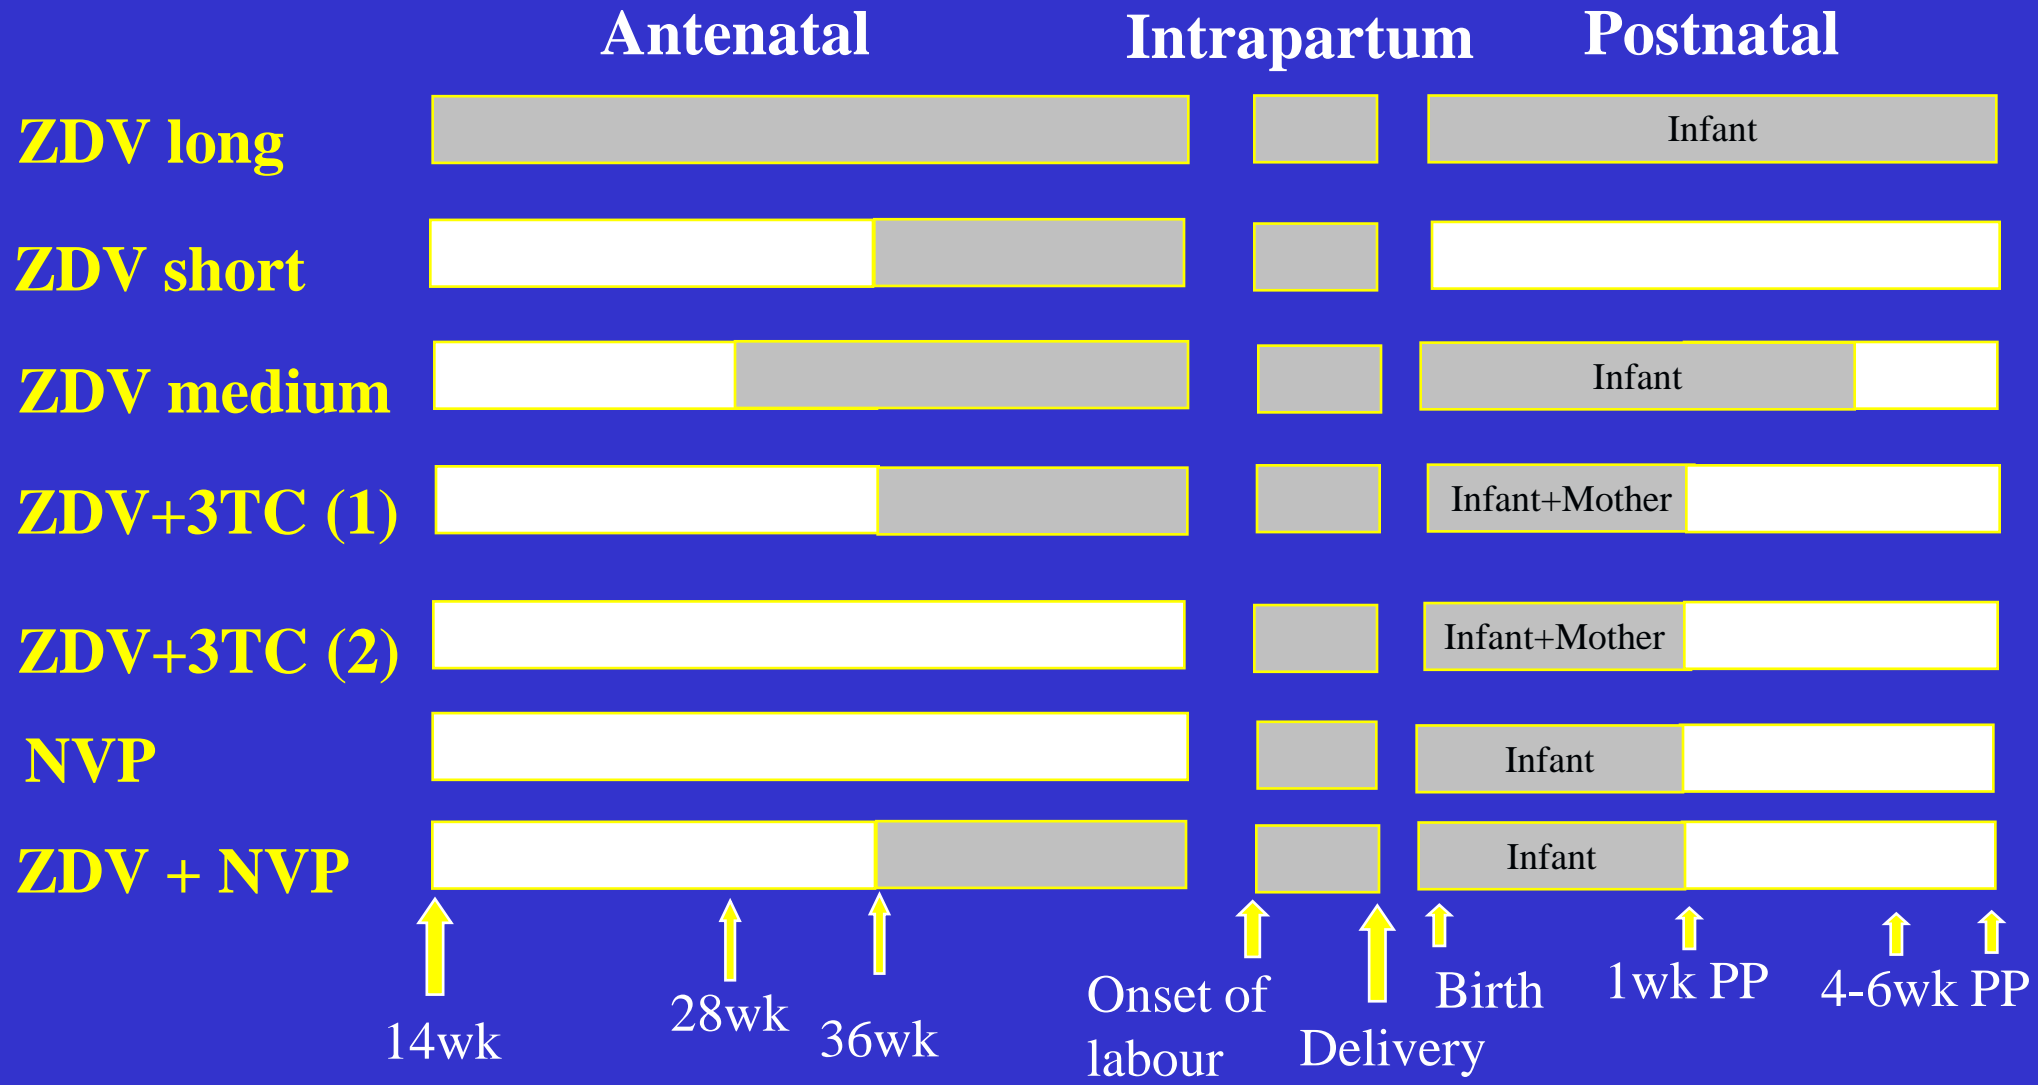 Antenatal Intrapartum Postnatal
ZDV long Infant
ZDV short
ZDV medium Infant
ZDV+3TC (1) Infant+Mother
ZDV+3TC (2) Infant+Mother
NVP Infant
ZDV + NVP Infant
14wk
28wk
36wk
Onset of
labour
Delivery
Birth
1wk PP
4-6wk PP